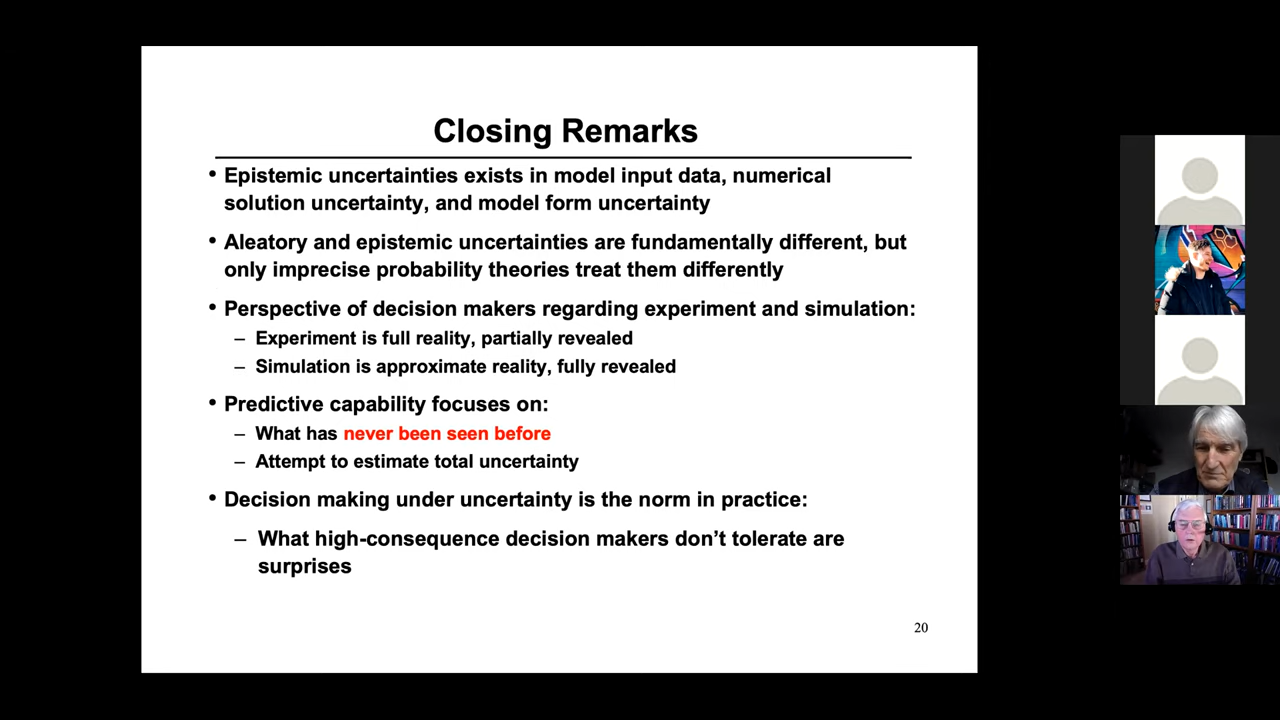 Closing Remarks
• Epistemic uncertainties exists in model input data, numerical
solution uncertainty, and model form uncertainty
• Aleatory and epistemic uncertainties are fundamentally different, but
only imprecise probability theories treat them differently
• Perspective of decision makers regarding experiment and simulation:
– Experiment is full reality, partially revealed
– Simulation is approximate reality, fully revealed
• Predictive capability focuses on:
– What has never been seen before
– Attempt to estimate total uncertainty
• Decision making under uncertainty is the norm in practice:
– What high-consequence decision makers don’t tolerate are
surprises
20